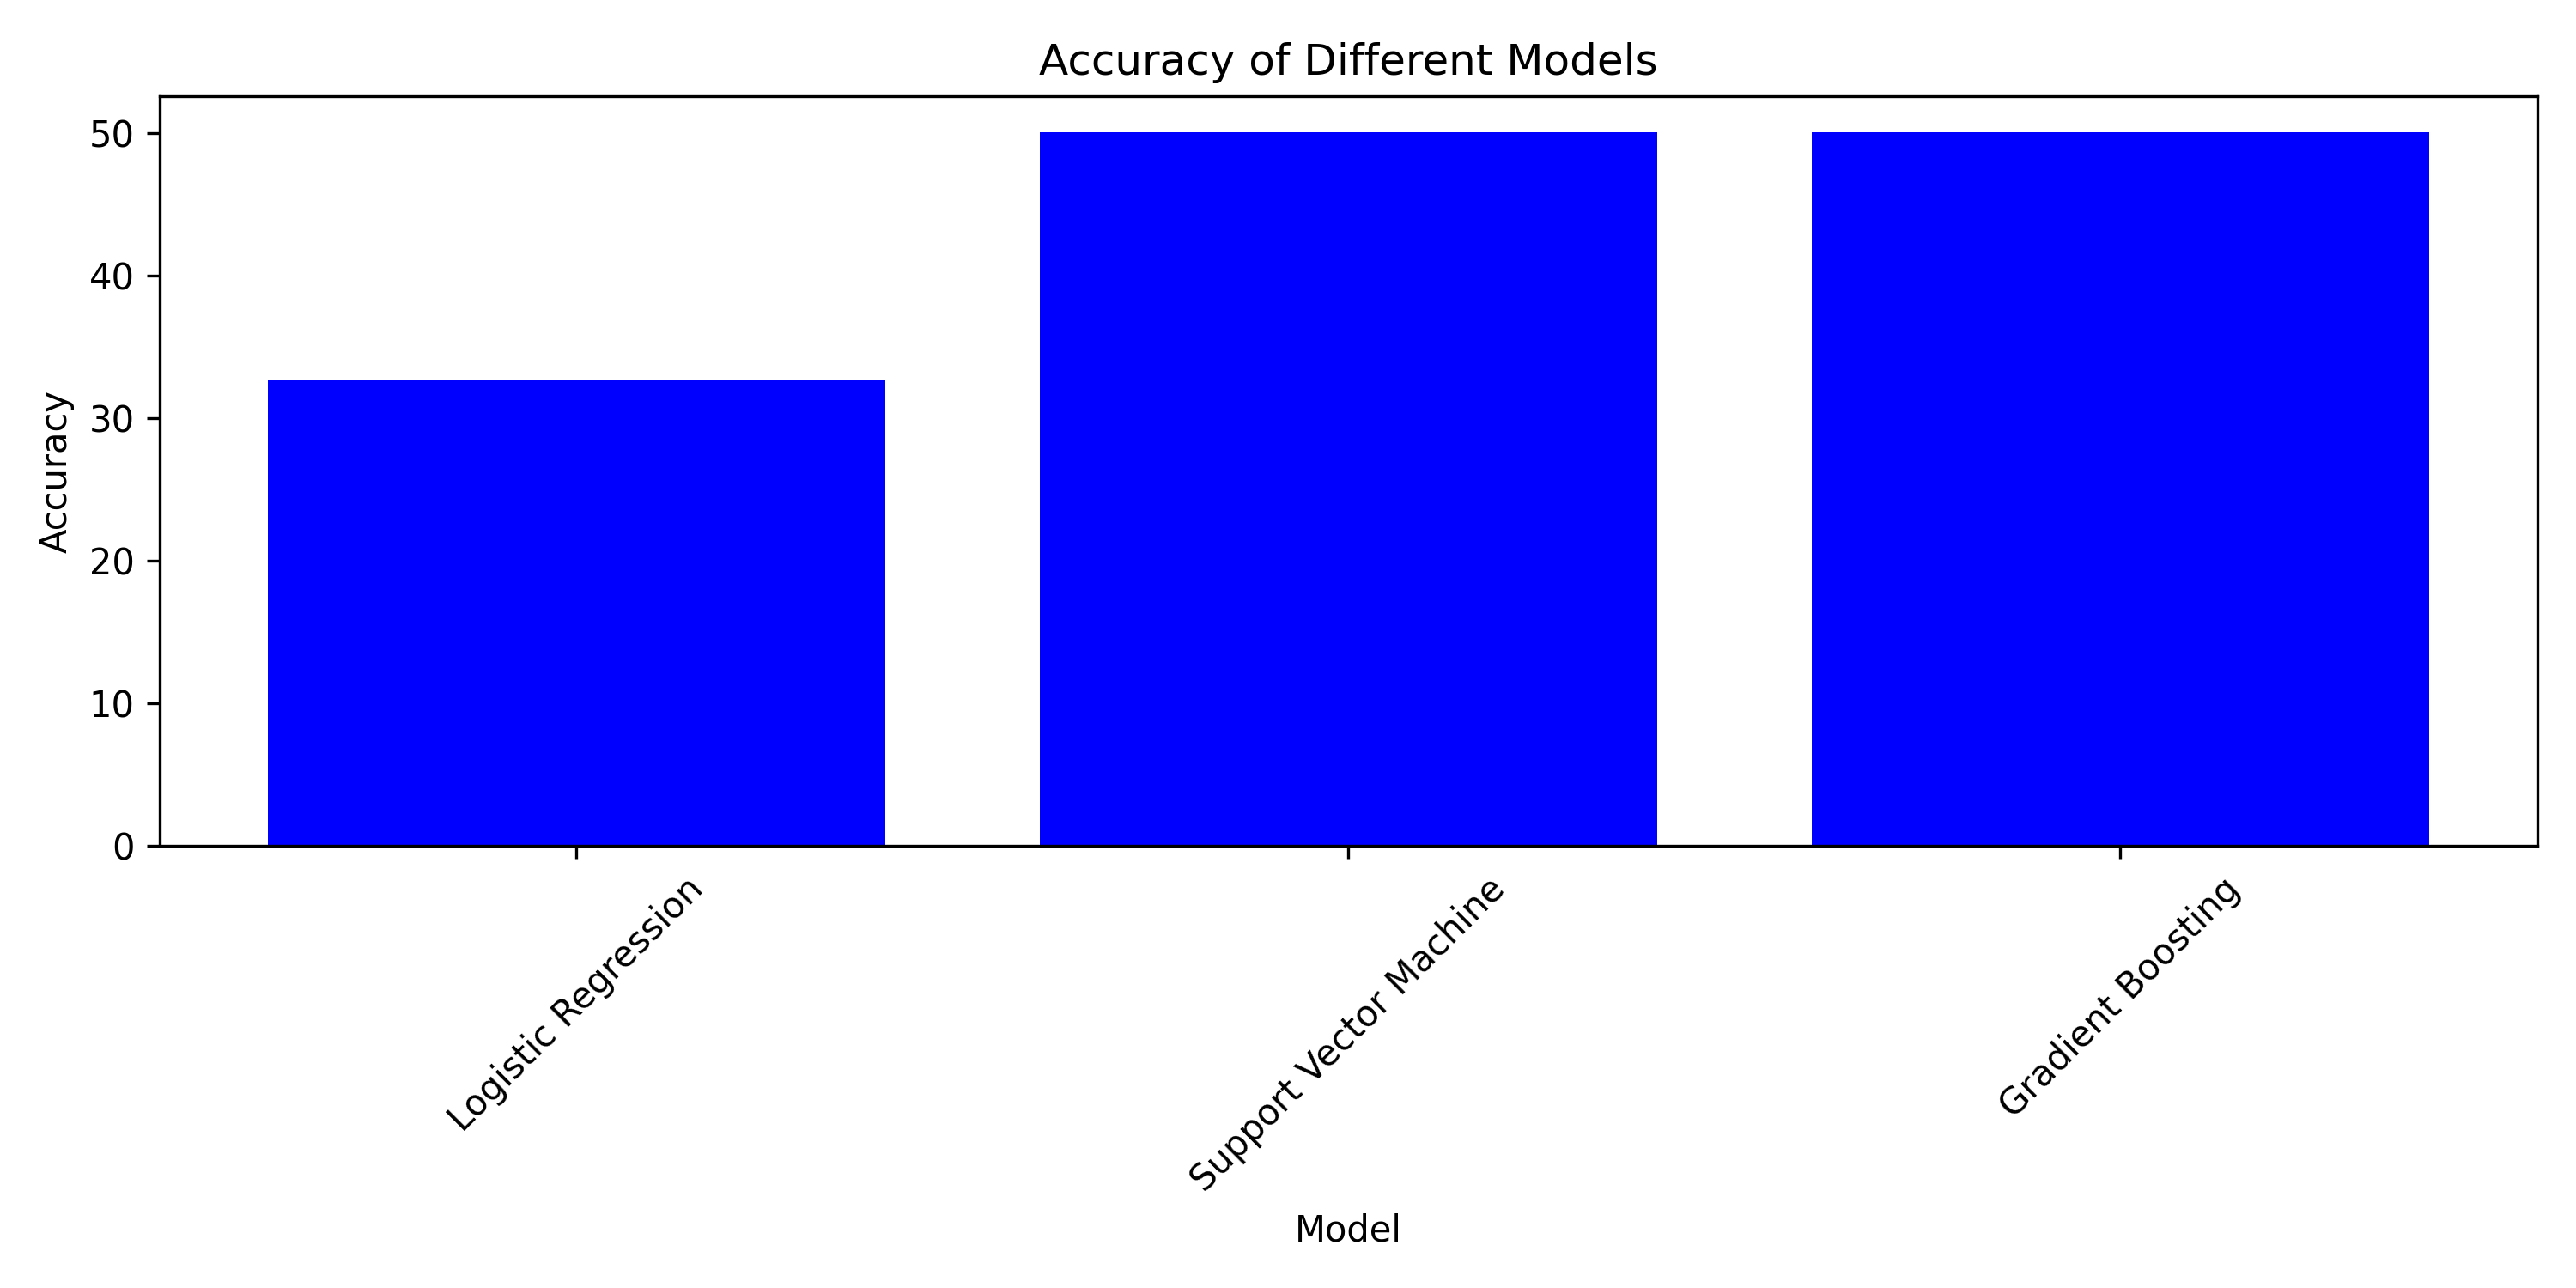 Accuracy of Different Models
Accuracy
50
40
30
20
10
0
Logistic Regression
Support Vector Machine
Gradient Boosting
Model